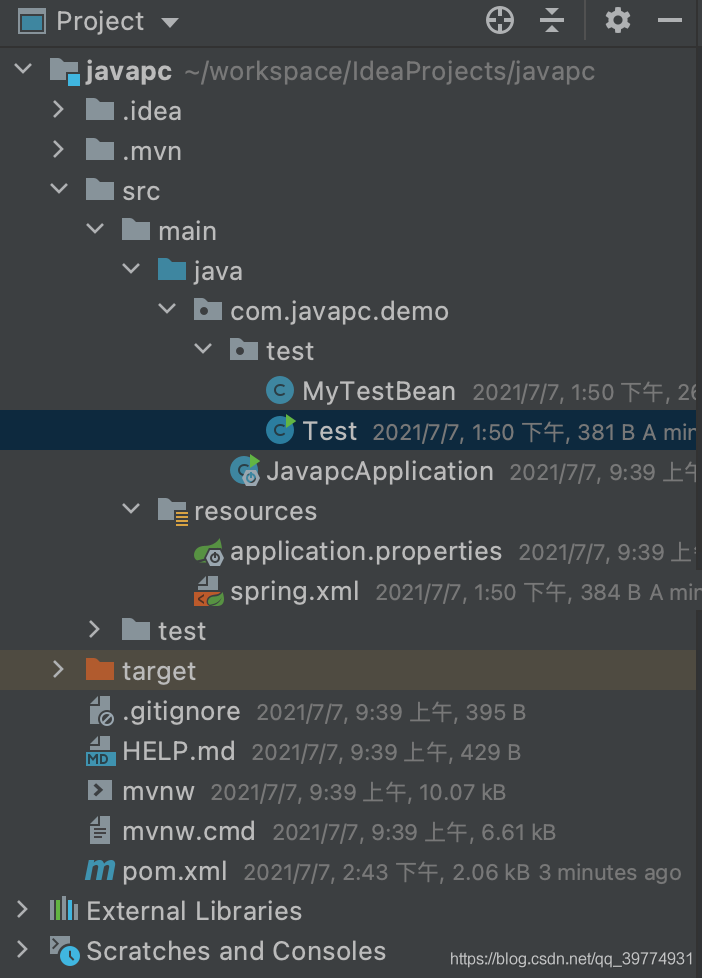 Project
javapc ~/workspace/IdeaProjects/javapc
.idea
.mvn
src
main
java
com.javapc.demo
test
MyTestBean 2021/7/7, 1:50 下午, 26
Test 2021/7/7, 1:50 下午, 381 B A min
JavapcApplication 2021/7/7, 9:39 上午
resources
application.properties 2021/7/7, 9:39 上
spring.xml 2021/7/7, 1:50 下午, 384 B A min
test
target
.gitignore 2021/7/7, 9:39 上午, 395 B
HELP.md 2021/7/7, 9:39 上午, 429 B
mvnw 2021/7/7, 9:39 上午, 10.07 kB
mvnw.cmd 2021/7/7, 9:39 上午, 6.61 kB
pom.xml 2021/7/7, 2:43 下午, 2.06 kB 3 minutes ago
External Libraries
Scratches and Consoles
https://blog.csdn.net/qq_39774931